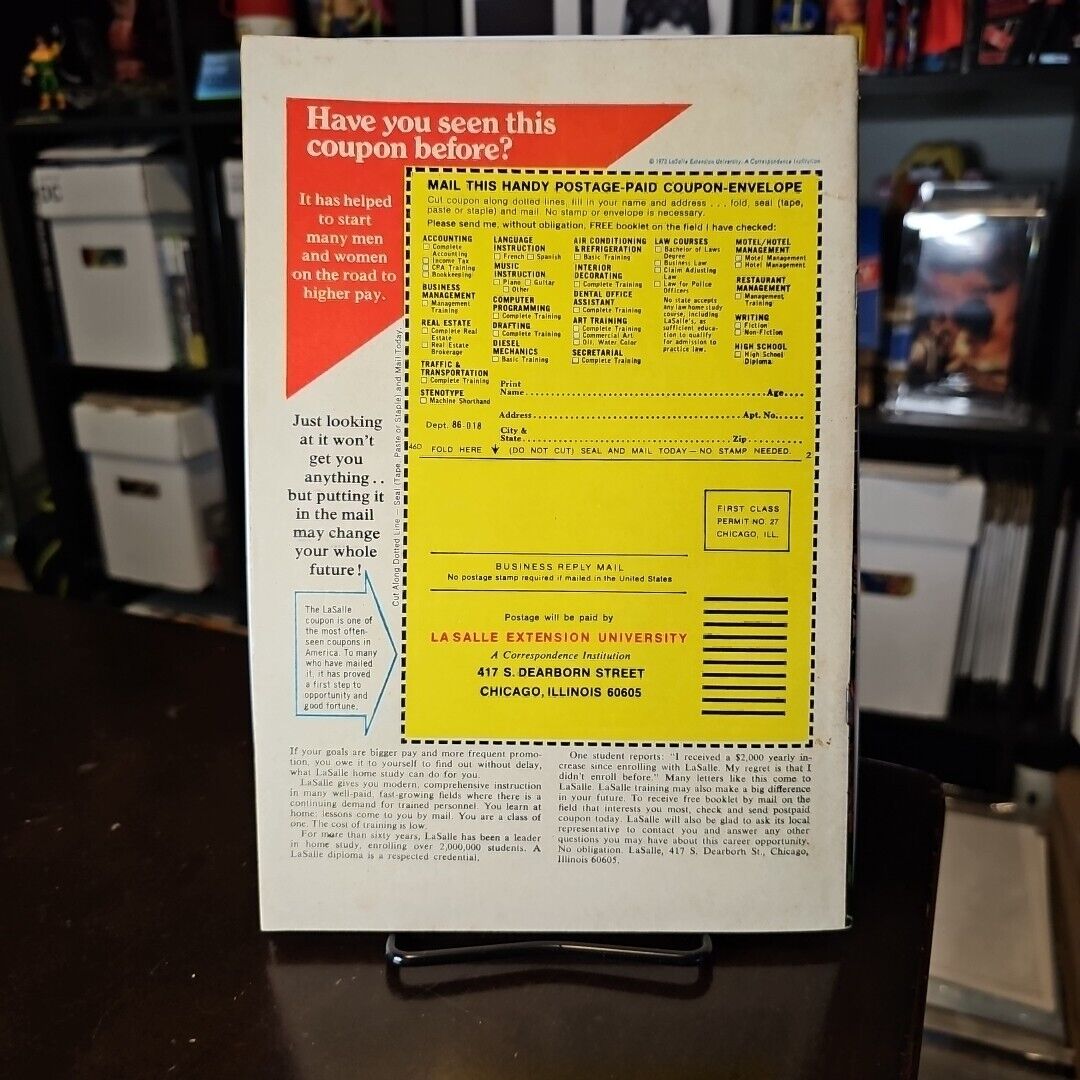 Have you seen this
coupon before?
It has helped
to start
many men
and women
on the road to
higher pay.
© 1973 LaSalle Extension University, A Correspondence Institution
MAIL THIS HANDY POSTAGE-PAID COUPON-ENVELOPE
Cut coupon along dotted lines, fill in your name and address . . . fold, seal (tape,
paste or staple) and mail. No stamp or envelope is necessary.
Please send me, without obligation, FREE booklet on the field I have checked:
ACCOUNTING
Complete
Accounting
Income Tax
CPA Training
Bookkeeping
BUSINESS
MANAGEMENT
Management
Training
REAL ESTATE
Complete Real
Estate
Real Estate
Brokerage
TRAFFIC &
TRANSPORTATION
Complete Training
STENOTYPE
Machine Shorthand
LANGUAGE
INSTRUCTION
French Spanish
MUSIC
INSTRUCTION
Piano Guitar
Other
COMPUTER
PROGRAMMING
Complete Training
DRAFTING
Complete Training
DIESEL
MECHANICS
Basic Training
AIR CONDITIONING
& REFRIGERATION
Basic Training
INTERIOR
DECORATING
Complete Training
DENTAL OFFICE
ASSISTANT
Complete Training
ART TRAINING
Complete Training
Commercial Art
Oil, Water Color
SECRETARIAL
Complete Training
LAW COURSES
Bachelor of Laws
Degree
Business Law
Claim Adjusting
Law
Law for Police
Officers
No state accepts
any law home study
course, including
LaSalle's, as
sufficient educa-
tion to qualify
for admission to
practice law.
MOTEL/HOTEL
MANAGEMENT
Motel Management
Hotel Management
RESTAURANT
MANAGEMENT
Management
Training
WRITING
Fiction
Non-Fiction
HIGH SCHOOL
High School
Diploma
Print
Name Age
Address Apt. No.
Dept. 86-018
City &
State Zip
46D FOLD HERE (DO NOT CUT) SEAL AND MAIL TODAY—NO STAMP NEEDED. 2
Cut Along Dotted Line — Seal (Tape, Paste or Staple) and Mail Today.
Just looking
at it won't
get you
anything . .
but putting it
in the mail
may change
your whole
future!
The LaSalle
coupon is one of
the most often-
seen coupons in
America. To many
who have mailed
it, it has proved
a first step to
opportunity and
good fortune.
FIRST CLASS
PERMIT NO. 27
CHICAGO, ILL.
BUSINESS REPLY MAIL
No postage stamp required if mailed in the United States
Postage will be paid by
LA SALLE EXTENSION UNIVERSITY
A Correspondence Institution
417 S. DEARBORN STREET
CHICAGO, ILLINOIS 60605
If your goals are bigger pay and more frequent promo-
tion, you owe it to yourself to find out without delay,
what LaSalle home study can do for you.
LaSalle gives you modern, comprehensive instruction
in many well-paid, fast-growing fields where there is a
continuing demand for trained personnel. You learn at
home; lessons come to you by mail. You are a class of
one. The cost of training is low.
For more than sixty years, LaSalle has been a leader
in home study, enrolling over 2,000,000 students. A
LaSalle diploma is a respected credential.
One student reports: "I received a $2,000 yearly in-
crease since enrolling with LaSalle. My regret is that I
didn't enroll before." Many letters like this come to
LaSalle. LaSalle training may also make a big difference
in your future. To receive free booklet by mail on the
field that interests you most, check and send postpaid
coupon today. LaSalle will also be glad to ask its local
representative to contact you and answer any other
questions you may have about this career opportunity.
No obligation. LaSalle, 417 S. Dearborn St., Chicago,
Illinois 60605.